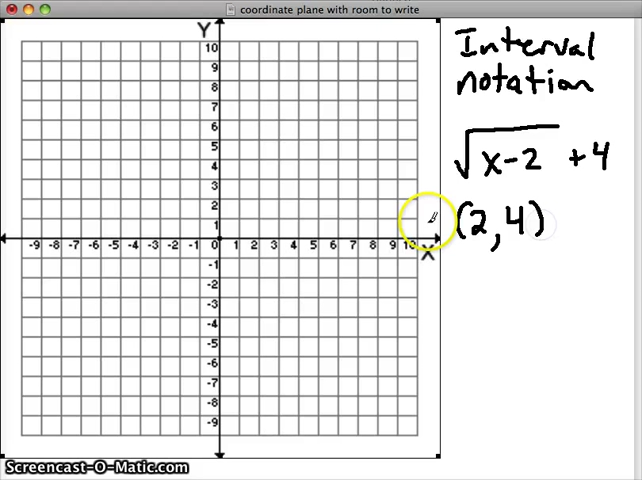 coordinate plane with room to write
Y
10
9
8
7
6
5
4
3
2
1
-9 -8 -7 -6 -5 -4 -3 -2 -1 0 1 2 3 4 5 6 7 8 9 10
X
-1
-2
-3
-4
-5
-6
-7
-8
-9
Interval
notation
√x-2 +4
(2,4)
Screencast-O-Matic.com